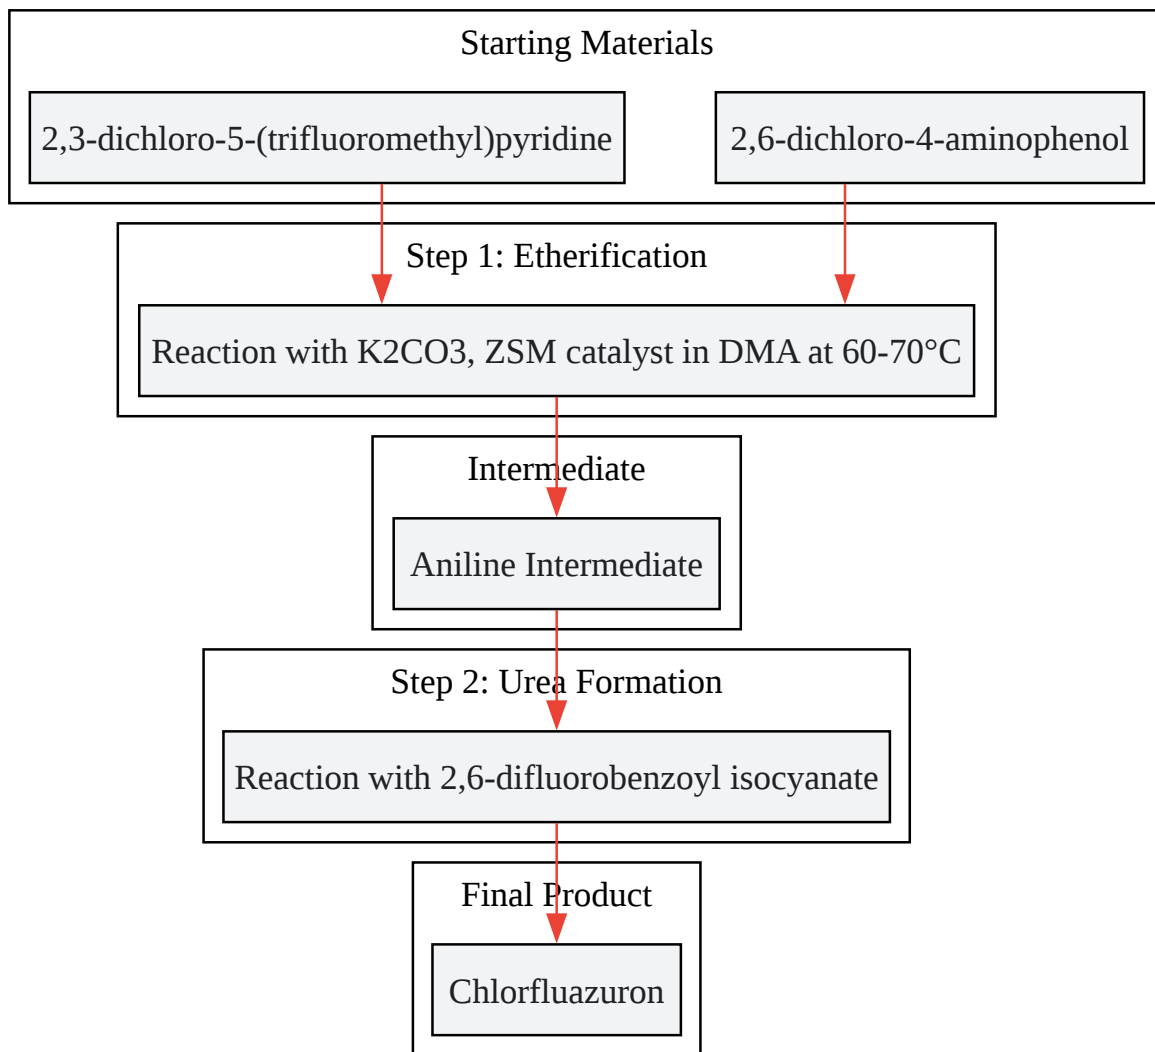 Starting Materials
2,3-dichloro-5-(trifluoromethyl)pyridine
2,6-dichloro-4-aminophenol
Step 1: Etherification
Reaction with K2CO3, ZSM catalyst in DMA at 60-70°C
Intermediate
Aniline Intermediate
Step 2: Urea Formation
Reaction with 2,6-difluorobenzoyl isocyanate
Final Product
Chlorfluazuron